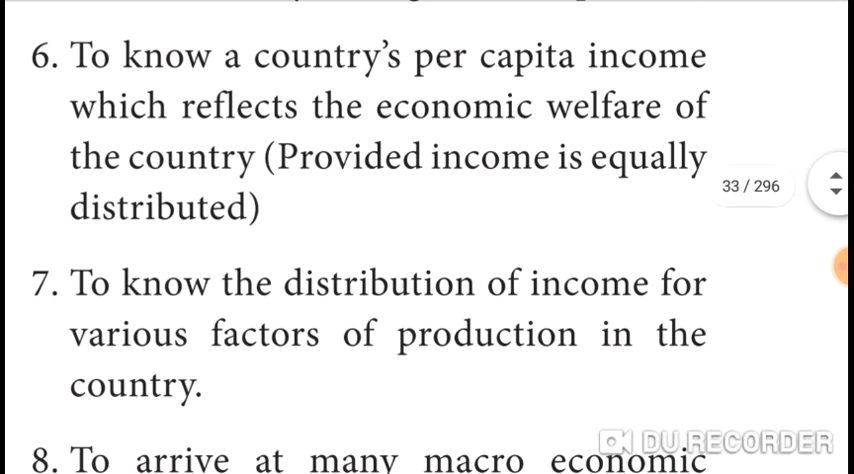 6. To know a country's per capita income
which reflects the economic welfare of
the country (Provided income is equally
distributed)
33 / 296
7. To know the distribution of income for
various factors of production in the
country.
DU RECORDER
8. To arrive at many macro economic